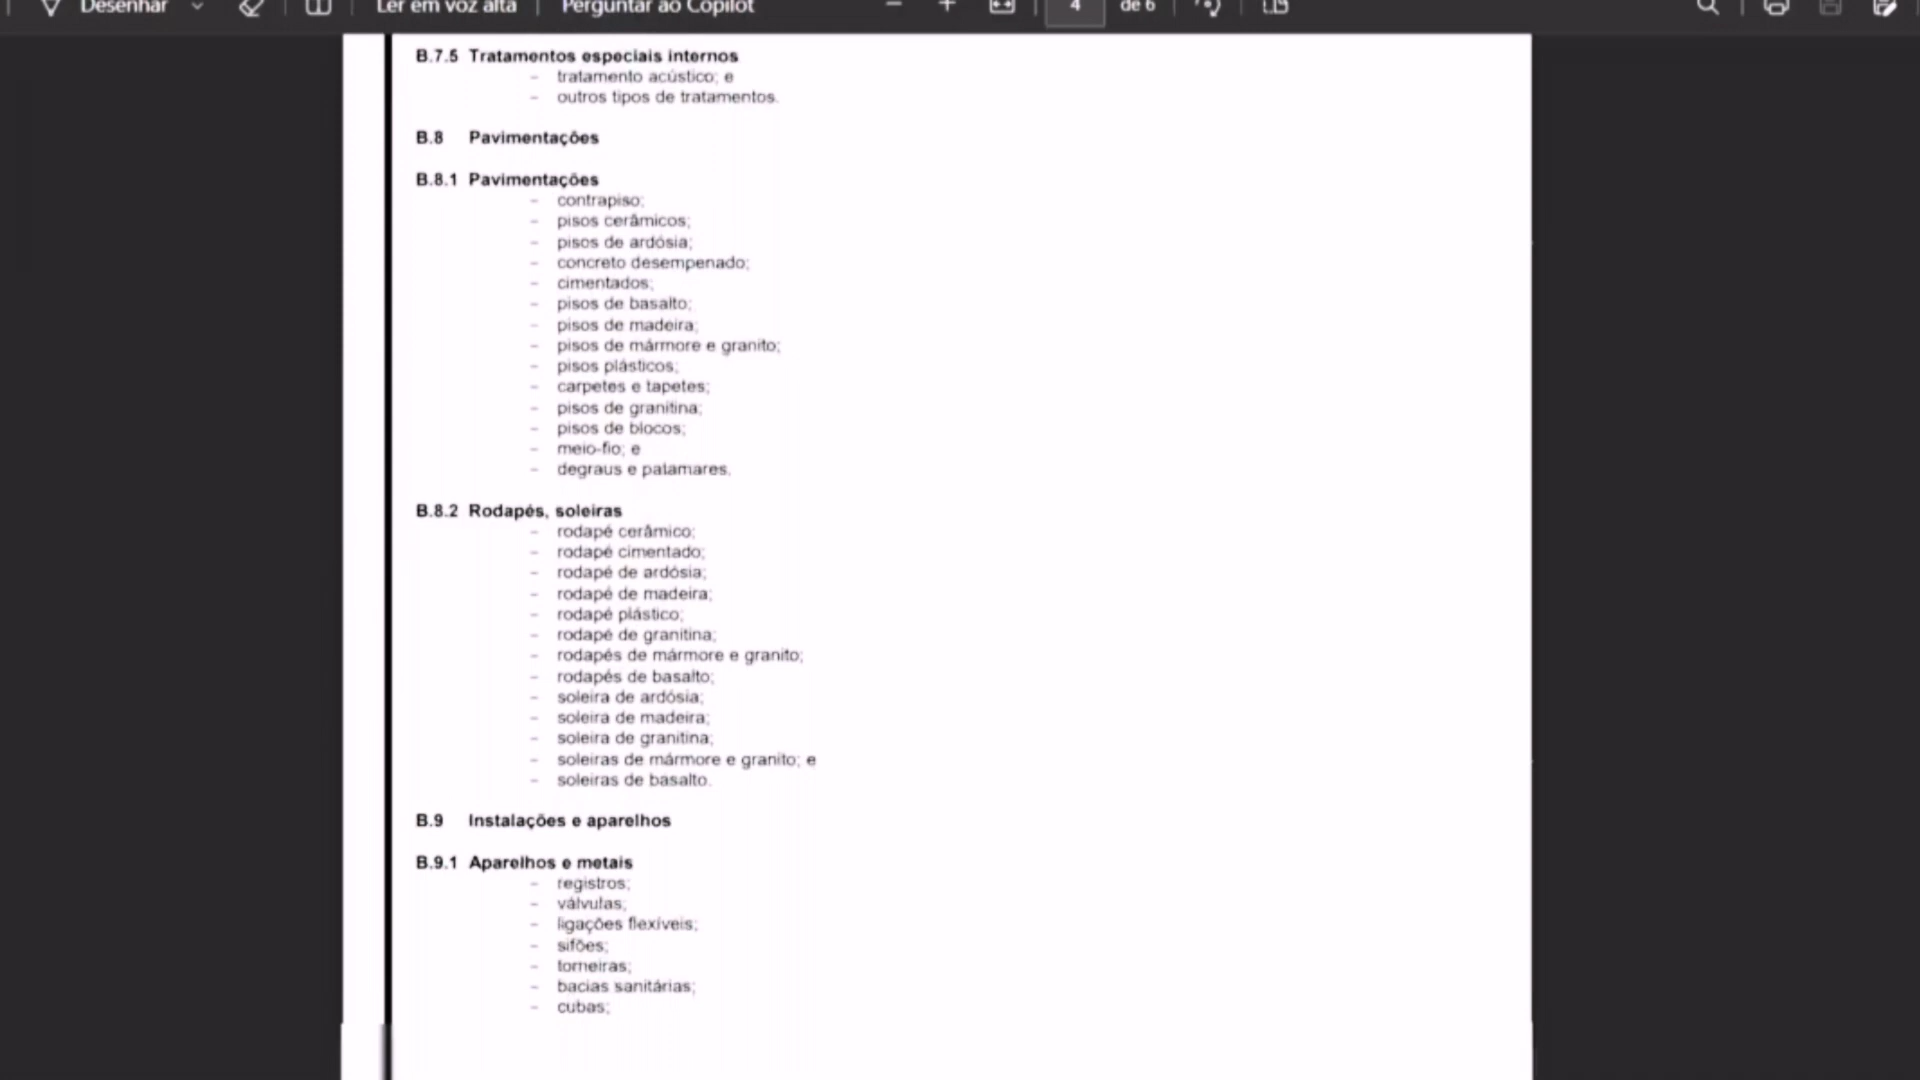 Desenhar
Ler em voz alta
Perguntar ao Copilot
4
de 6
B.7.5 Tratamentos especiais internos
- tratamento acústico; e
- outros tipos de tratamentos.
B.8 Pavimentações
B.8.1 Pavimentações
- contrapiso;
- pisos cerâmicos;
- pisos de ardósia;
- concreto desempenado;
- cimentados;
- pisos de basalto;
- pisos de madeira;
- pisos de mármore e granito;
- pisos plásticos;
- carpetes e tapetes;
- pisos de granitina;
- pisos de blocos;
- meio-fio; e
- degraus e patamares.
B.8.2 Rodapés, soleiras
- rodapé cerâmico;
- rodapé cimentado;
- rodapé de ardósia;
- rodapé de madeira;
- rodapé plástico;
- rodapé de granitina;
- rodapés de mármore e granito;
- rodapés de basalto;
- soleira de ardósia;
- soleira de madeira;
- soleira de granitina;
- soleiras de mármore e granito; e
- soleiras de basalto.
B.9 Instalações e aparelhos
B.9.1 Aparelhos e metais
- registros;
- válvulas;
- ligações flexíveis;
- sifões;
- torneiras;
- bacias sanitárias;
- cubas;